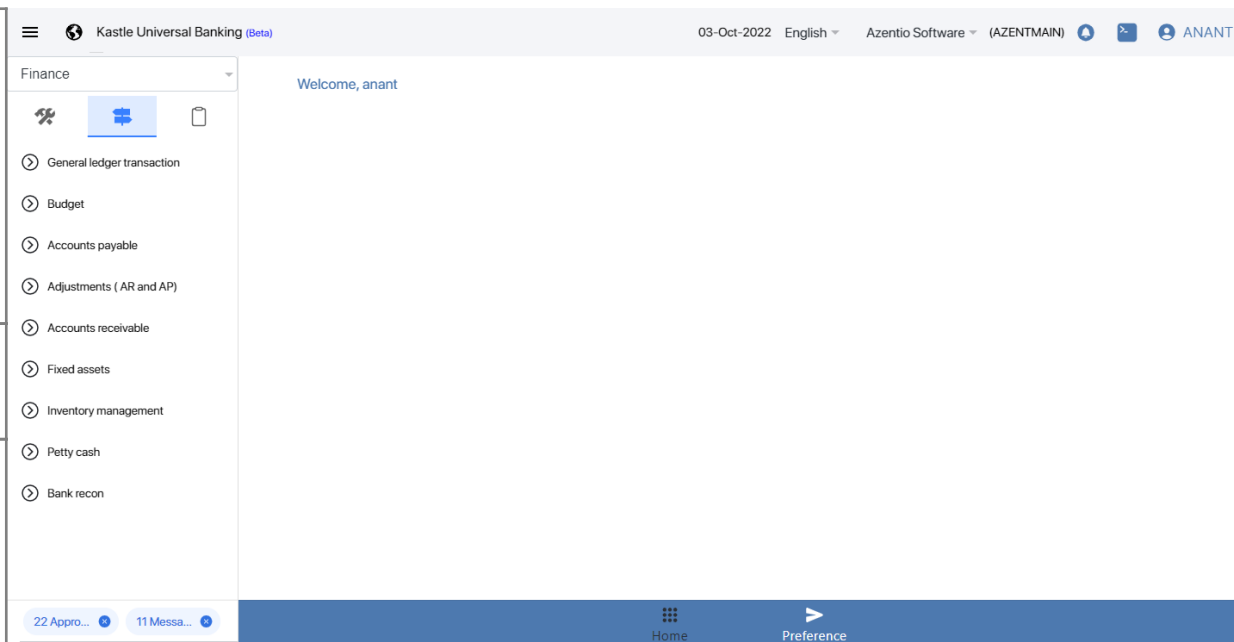 Kastle Universal Banking (Beta)
03-Oct-2022 English Azentio Software (AZENTMAIN) ANANT
Finance
Welcome, anant
General ledger transaction
Budget
Accounts payable
Adjustments ( AR and AP)
Accounts receivable
Fixed assets
Inventory management
Petty cash
Bank recon
22 Appro... 11 Messa...
Home Preference